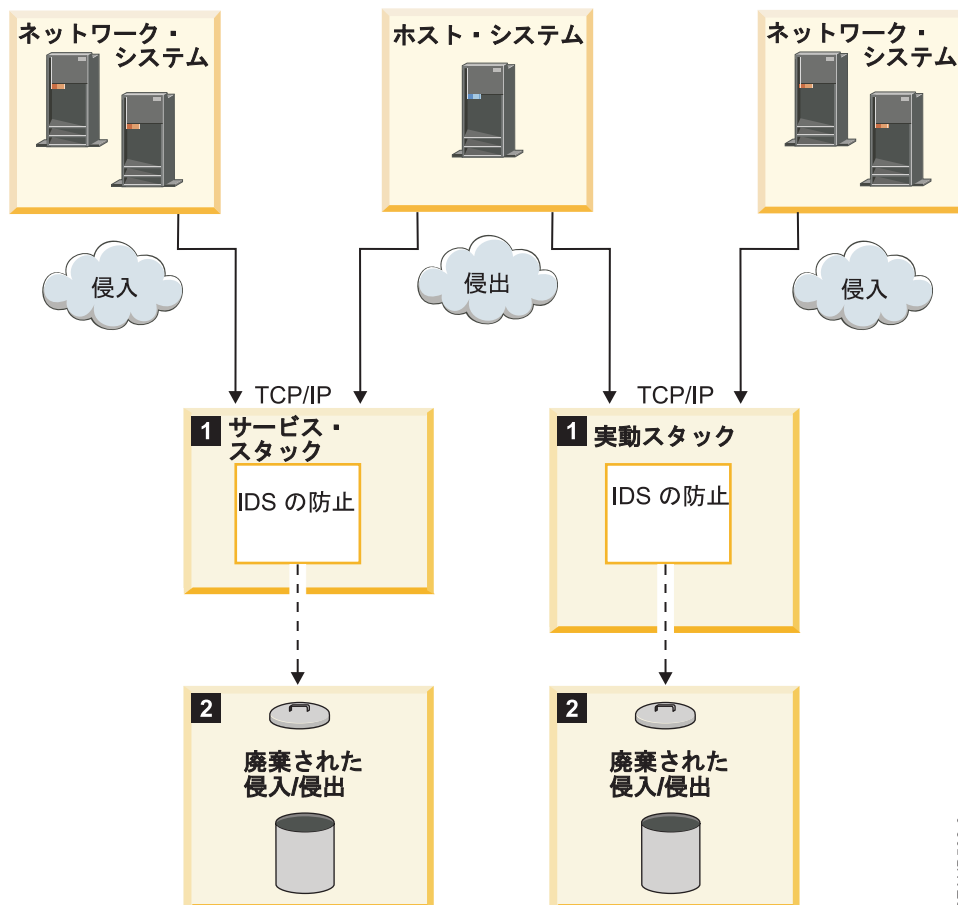 ネットワーク・
システム
ホスト・システム
ネットワーク・
システム
侵入
侵出
侵入
TCP/IP
TCP/IP
1 サービス・
スタック
1 実動スタック
IDS の防止
IDS の防止
2
2
廃棄された
侵入/侵出
廃棄された
侵入/侵出